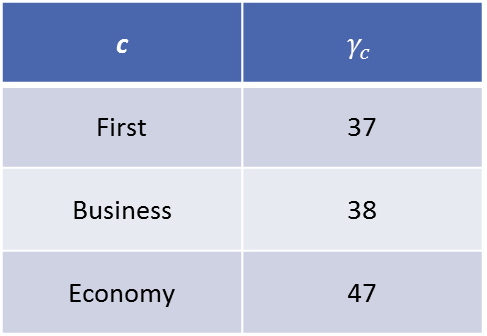 c γc
First 37
Business 38
Economy 47